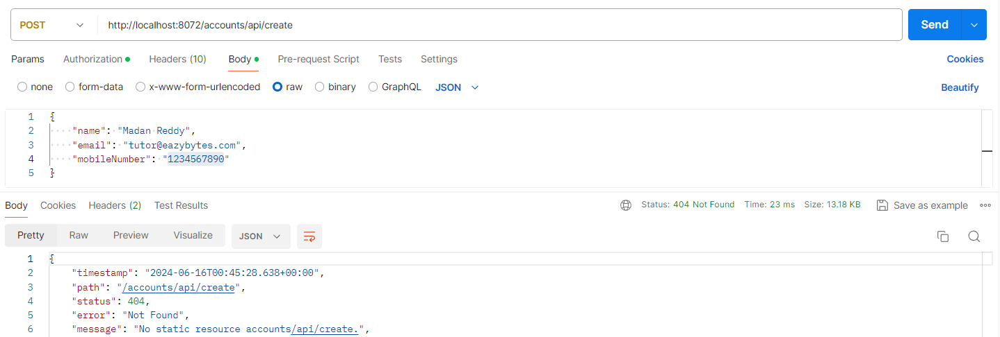 POST http://localhost:8072/accounts/api/create Send
Params Authorization Headers (10) Body Pre-request Script Tests Settings Cookies
none form-data x-www-form-urlencoded raw binary GraphQL JSON Beautify
1 {
2 "name": "Madan Reddy",
3 "email": "tutor@eazybytes.com",
4 "mobileNumber": "1234567890"
5 }
Body Cookies Headers (2) Test Results Status: 404 Not Found Time: 23 ms Size: 13.18 KB Save as example
Pretty Raw Preview Visualize JSON
1 {
2 "timestamp": "2024-06-16T00:45:28.638+00:00",
3 "path": "/accounts/api/create",
4 "status": 404,
5 "error": "Not Found",
6 "message": "No static resource accounts/api/create.",